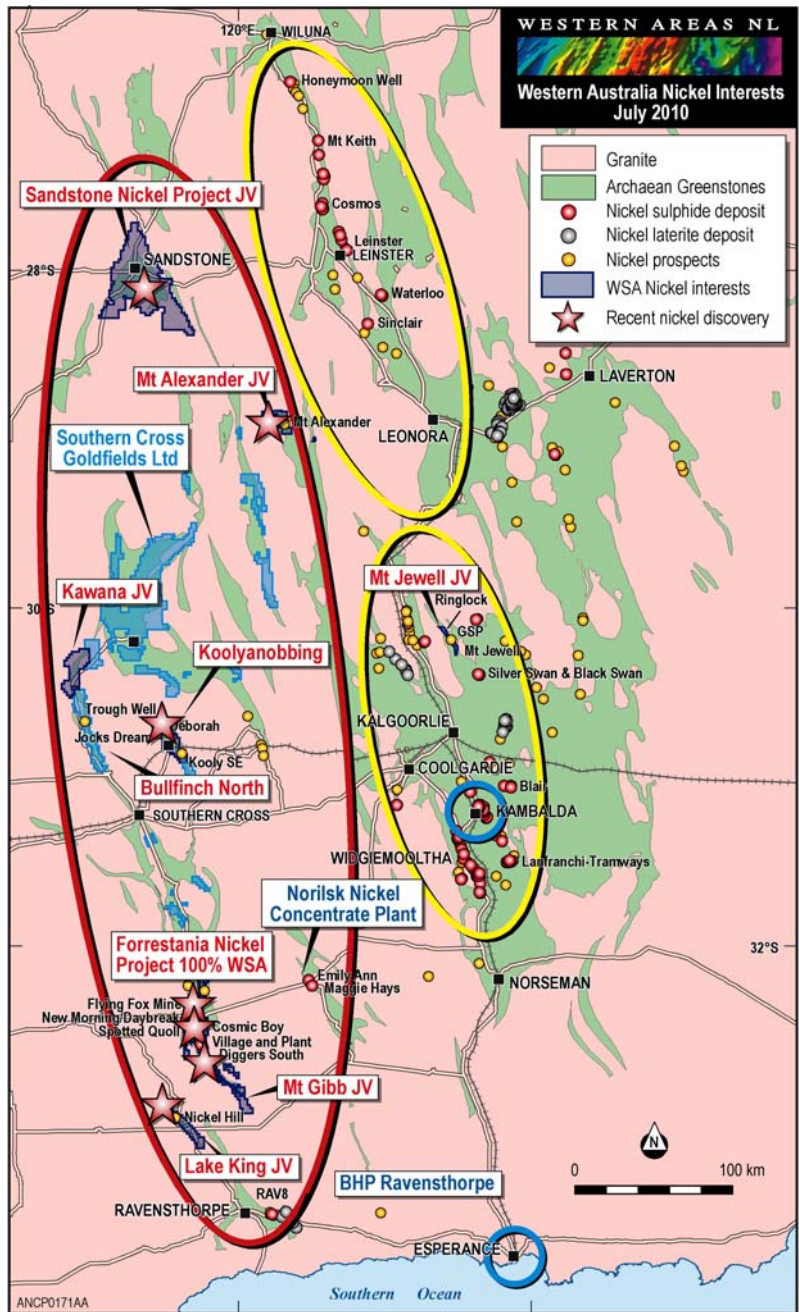 120°E
WILUNA
WESTERN AREAS NL
Western Australia Nickel Interests
July 2010
Granite
Archaean Greenstones
Nickel sulphide deposit
Nickel laterite deposit
Nickel prospects
WSA Nickel interests
Recent nickel discovery
Honeymoon Well
Mt Keith
Cosmos
Leinster
LEINSTER
Waterloo
Sinclair
Sandstone Nickel Project JV
SANDSTONE
28°S
Mt Alexander JV
Mt Alexander
LAVERTON
LEONORA
Southern Cross
Goldfields Ltd
Kawana JV
30°S
Mt Jewell JV
Ringlock
GSP
Mt Jewell
Silver Swan & Black Swan
Koolyanobbing
Trough Well
Deborah
Jocks Dream
Kooly SE
Bullfinch North
KALGOORLIE
COOLGARDIE
Blair
KAMBALDA
SOUTHERN CROSS
WIDGIEMOOLTHA
Lanfranchi-Tramways
Norilsk Nickel
Concentrate Plant
Forrestania Nickel
Project 100% WSA
32°S
Emily Ann
Maggie Hays
NORSEMAN
Flying Fox Mine
New Morning/Daybreak
Spotted Quoll
Cosmic Boy
Village and Plant
Diggers South
Mt Gibb JV
Nickel Hill
Lake King JV
N
0 100 km
RAV8
BHP Ravensthorpe
RAVENSTHORPE
ESPERANCE
Southern Ocean
ANCP0171AA